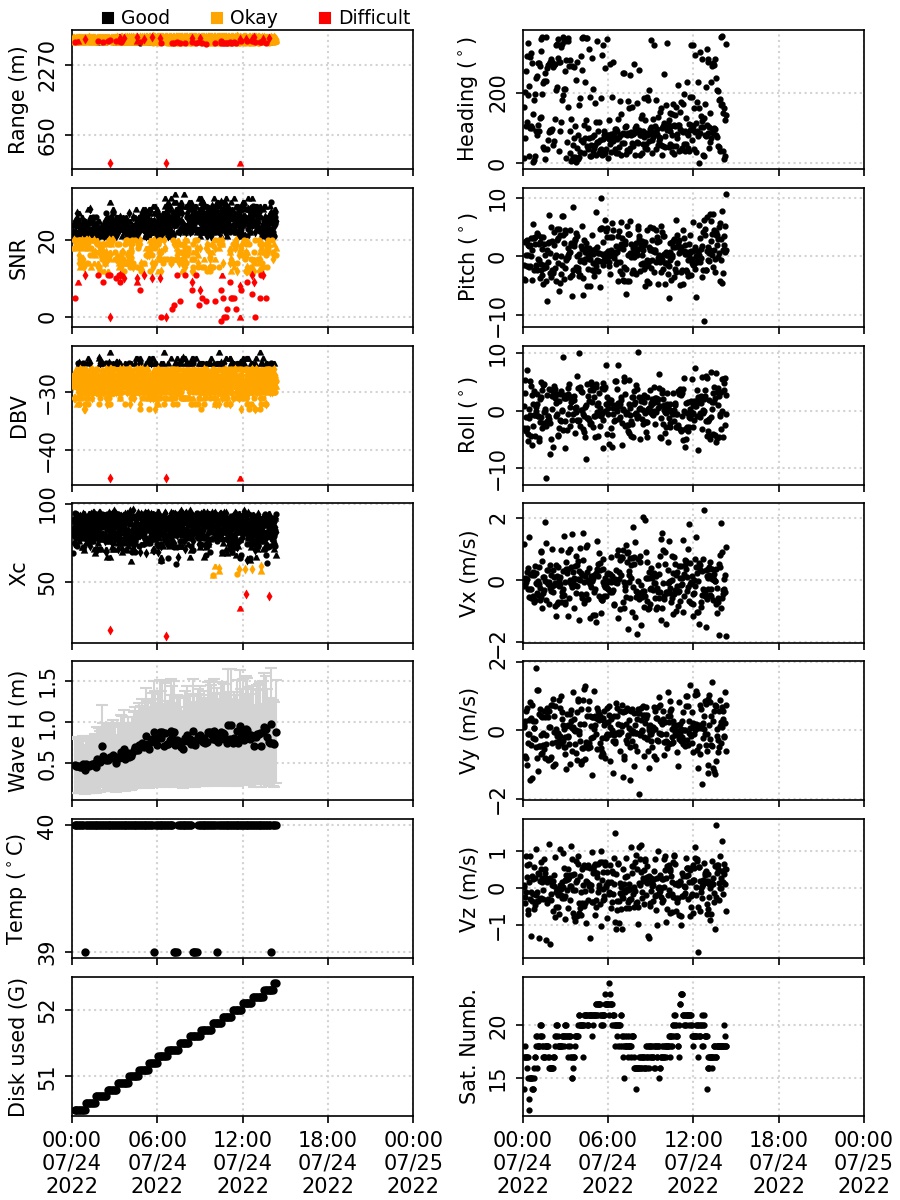 Good Okay Difficult
Range (m)
2270
650
Heading (°)
200
0
SNR
20
0
Pitch (°)
10
0
−10
DBV
−30
−40
Roll (°)
10
0
−10
Xc
100
50
Vx (m/s)
2
0
−2
Wave H (m)
1.5
1.0
0.5
Vy (m/s)
2
0
−2
Temp (°C)
40
39
Vz (m/s)
1
0
−1
Disk used (G)
52
51
Sat. Numb.
20
15
00:00 06:00 12:00 18:00 00:00
07/24 07/24 07/24 07/24 07/25
2022 2022 2022 2022 2022
00:00 06:00 12:00 18:00 00:00
07/24 07/24 07/24 07/24 07/25
2022 2022 2022 2022 2022